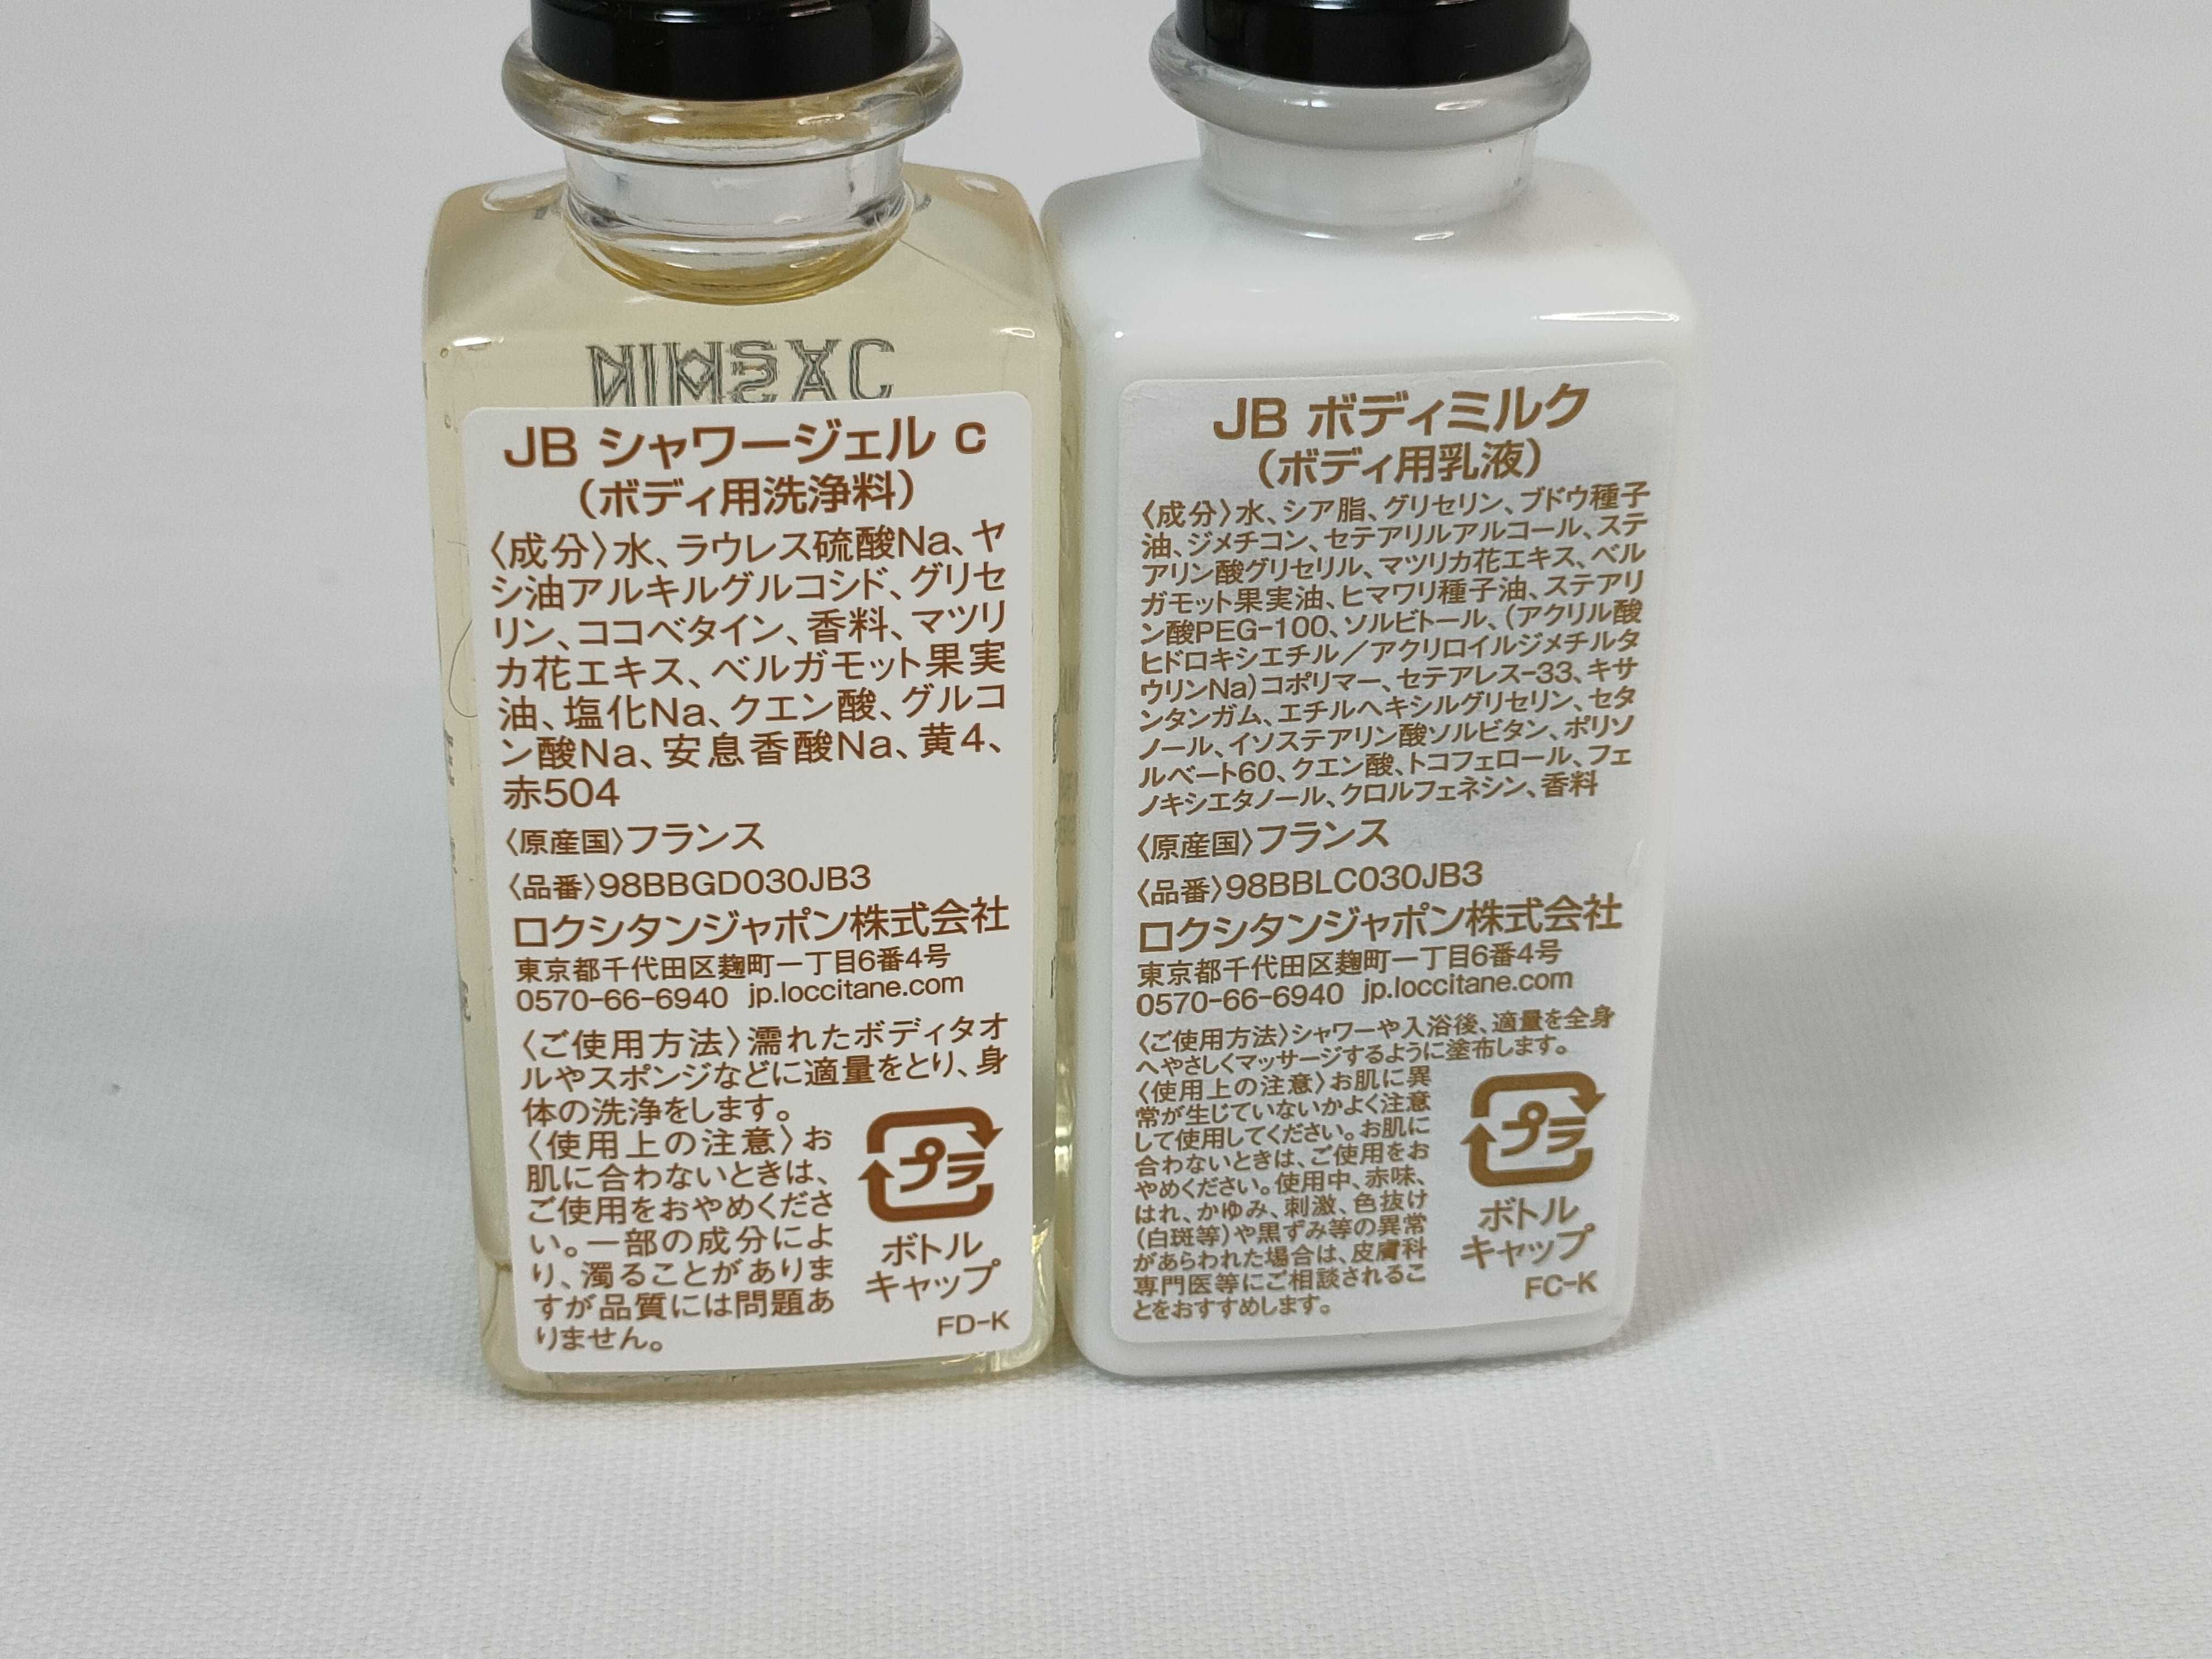 JB シャワージェル c
（ボディ用洗浄料）
〈成分〉水、ラウレス硫酸Na、ヤ
シ油アルキルグルコシド、グリセ
リン、ココベタイン、香料、マツリ
カ花エキス、ベルガモット果実
油、塩化Na、クエン酸、グルコ
ン酸Na、安息香酸Na、黄4、
赤504
〈原産国〉フランス
〈品番〉98BBGD030JB3
ロクシタンジャポン株式会社
東京都千代田区麹町一丁目6番4号
0570-66-6940 jp.loccitane.com
〈ご使用方法〉濡れたボディタオ
ルやスポンジなどに適量をとり、身
体の洗浄をします。
〈使用上の注意〉お
肌に合わないときは、
ご使用をおやめくださ
い。一部の成分によ
り、濁ることがありま
すが品質には問題あ
りません。
プラ
ボトル
キャップ
FD-K
JB ボディミルク
（ボディ用乳液）
〈成分〉水、シア脂、グリセリン、ブドウ種子
油、ジメチコン、セテアリルアルコール、ステ
アリン酸グリセリル、マツリカ花エキス、ベル
ガモット果実油、ヒマワリ種子油、ステアリ
ン酸PEG-100、ソルビトール、（アクリル酸
ヒドロキシエチル／アクリロイルジメチルタ
ウリンNa）コポリマー、セテアレス-33、キサ
ンタンガム、エチルヘキシルグリセリン、セタ
ノール、イソステアリン酸ソルビタン、ポリソ
ルベート60、クエン酸、トコフェロール、フェ
ノキシエタノール、クロルフェネシン、香料
〈原産国〉フランス
〈品番〉98BBLC030JB3
ロクシタンジャポン株式会社
東京都千代田区麹町一丁目6番4号
0570-66-6940 jp.loccitane.com
〈ご使用方法〉シャワーや入浴後、適量を全身
へやさしくマッサージするように塗布します。
〈使用上の注意〉お肌に異
常が生じていないかよく注意
して使用してください。お肌に
合わないときは、ご使用をお
やめください。使用中、赤味、
はれ、かゆみ、刺激、色抜け
（白斑等）や黒ずみ等の異常
があらわれた場合は、皮膚科
専門医等にご相談されるこ
とをおすすめします。
プラ
ボトル
キャップ
FC-K